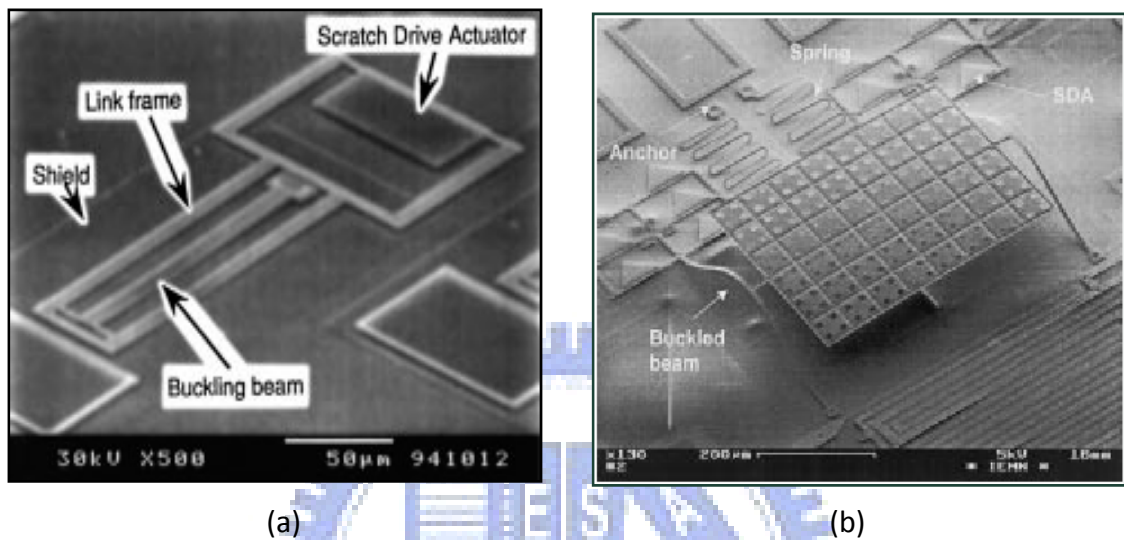 Scratch Drive Actuator
Link frame
Shield
Buckling beam
30kV X500 50μm 941012
(a)
Spring
SDA
Anchor
Buckled
beam
x130 200μm 5kV 16mm
#2 IEMN
(b)
E S A